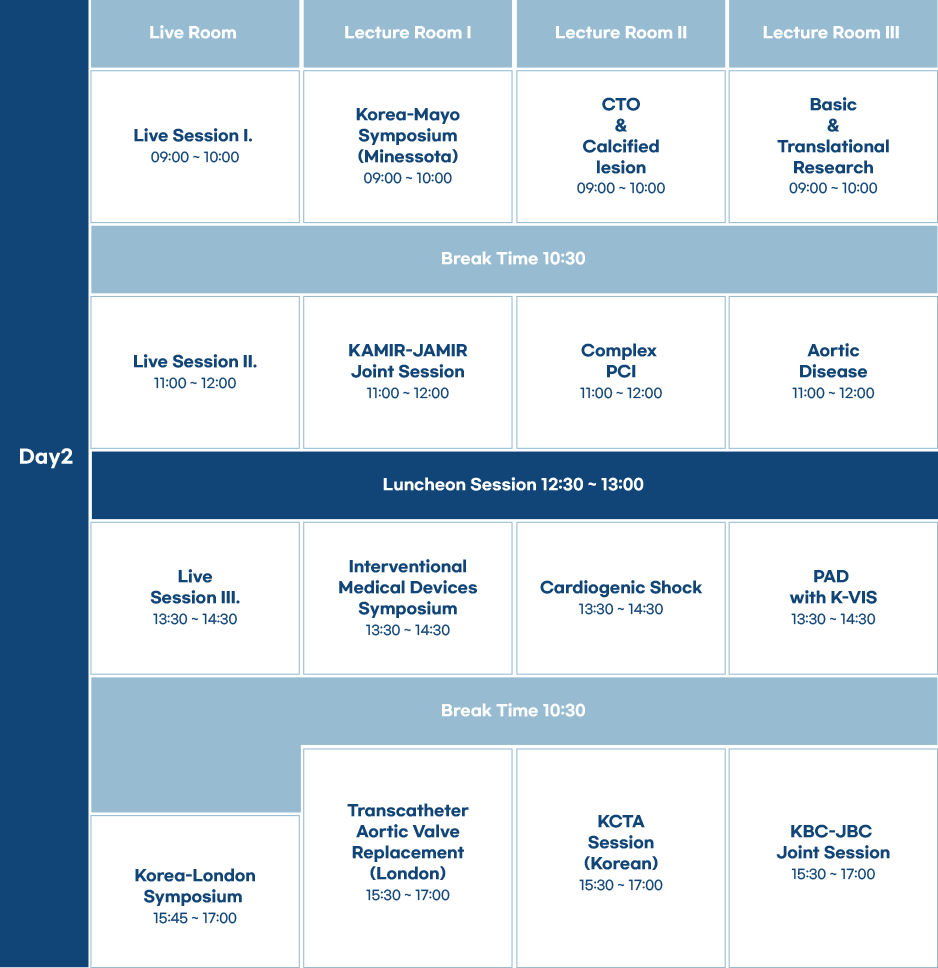 Live Room
Lecture Room I
Lecture Room II
Lecture Room III
Day2
Live Session I.
09:00 ~ 10:00
Korea-Mayo
Symposium
(Minessota)
09:00 ~ 10:00
CTO
&
Calcified
lesion
09:00 ~ 10:00
Basic
&
Translational
Research
09:00 ~ 10:00
Break Time 10:30
Live Session II.
11:00 ~ 12:00
KAMIR-JAMIR
Joint Session
11:00 ~ 12:00
Complex
PCI
11:00 ~ 12:00
Aortic
Disease
11:00 ~ 12:00
Luncheon Session 12:30 ~ 13:00
Live
Session III.
13:30 ~ 14:30
Interventional
Medical Devices
Symposium
13:30 ~ 14:30
Cardiogenic Shock
13:30 ~ 14:30
PAD
with K-VIS
13:30 ~ 14:30
Break Time 10:30
Korea-London
Symposium
15:45 ~ 17:00
Transcatheter
Aortic Valve
Replacement
(London)
15:30 ~ 17:00
KCTA
Session
(Korean)
15:30 ~ 17:00
KBC-JBC
Joint Session
15:30 ~ 17:00